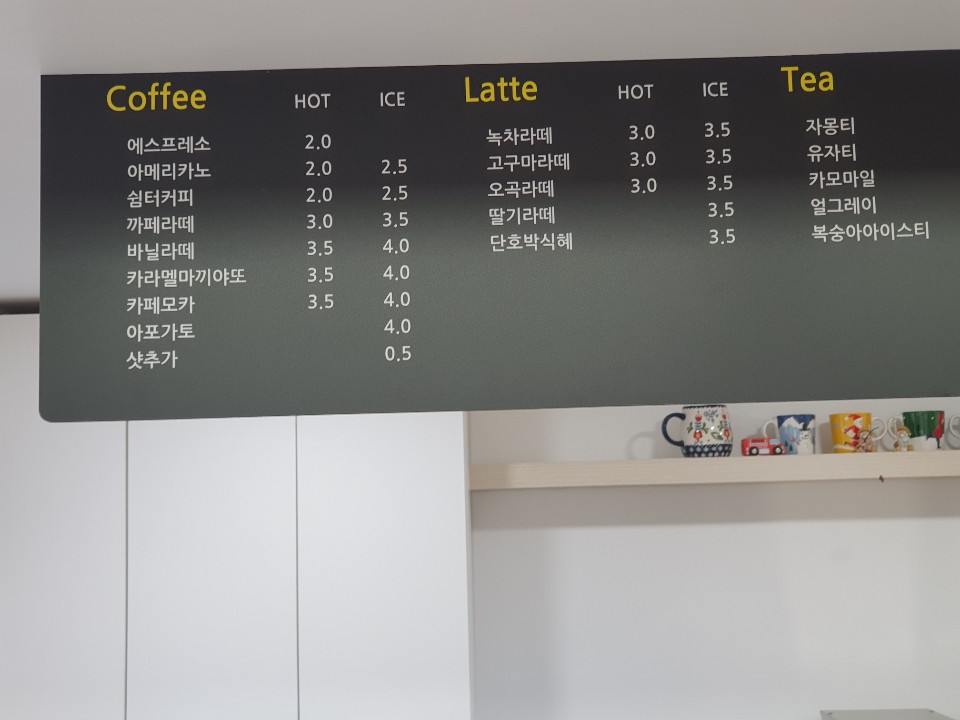 Coffee HOT ICE
에스프레소 2.0
아메리카노 2.0 2.5
쉼터커피 2.0 2.5
까페라떼 3.0 3.5
바닐라떼 3.5 4.0
카라멜마끼야또 3.5 4.0
카페모카 3.5 4.0
아포가토 4.0
샷추가 0.5
Latte HOT ICE
녹차라떼 3.0 3.5
고구마라떼 3.0 3.5
오곡라떼 3.0 3.5
딸기라떼 3.5
단호박식혜 3.5
Tea
자몽티
유자티
카모마일
얼그레이
복숭아아이스티